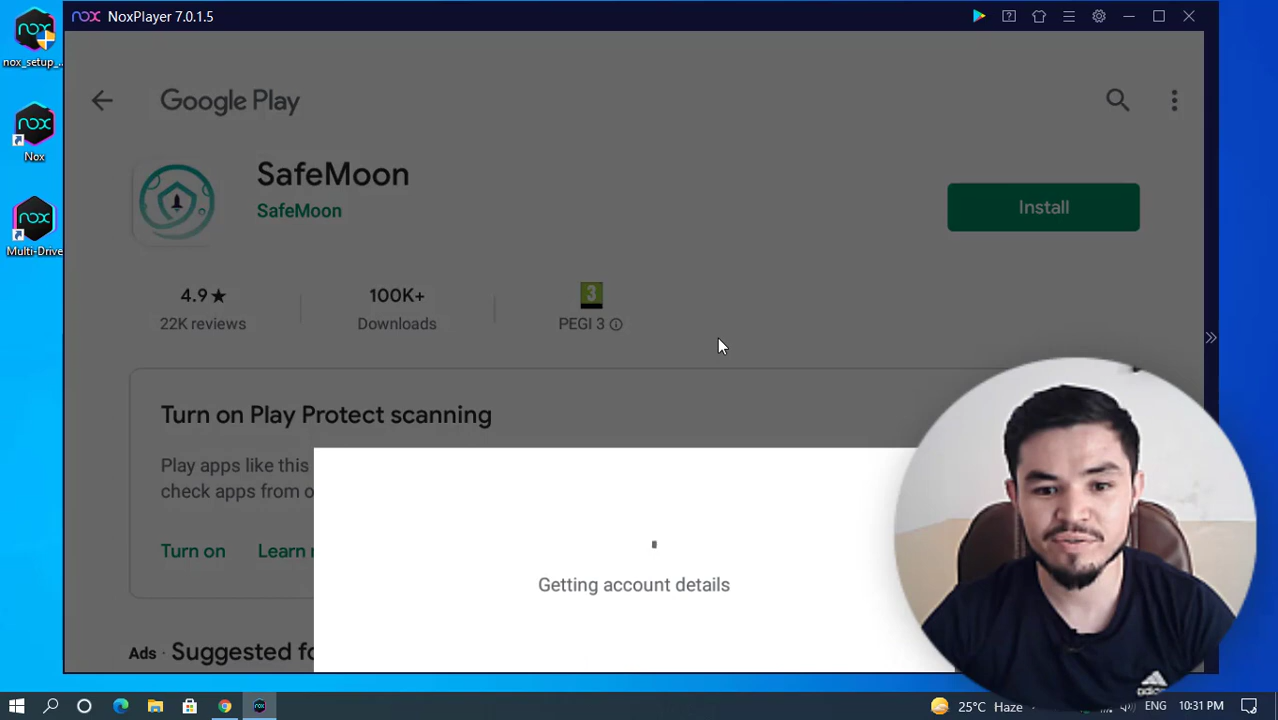 nox NoxPlayer 7.0.1.5
nox_setup_...
Nox
Multi-Drive
Google Play
SafeMoon
SafeMoon
Install
4.9★
22K reviews
100K+
Downloads
3
PEGI 3
Turn on Play Protect scanning
Play apps like this
check apps from o
Turn on Learn
Getting account details
Ads · Suggested fo
25°C Haze
ENG
10:31 PM
adidas